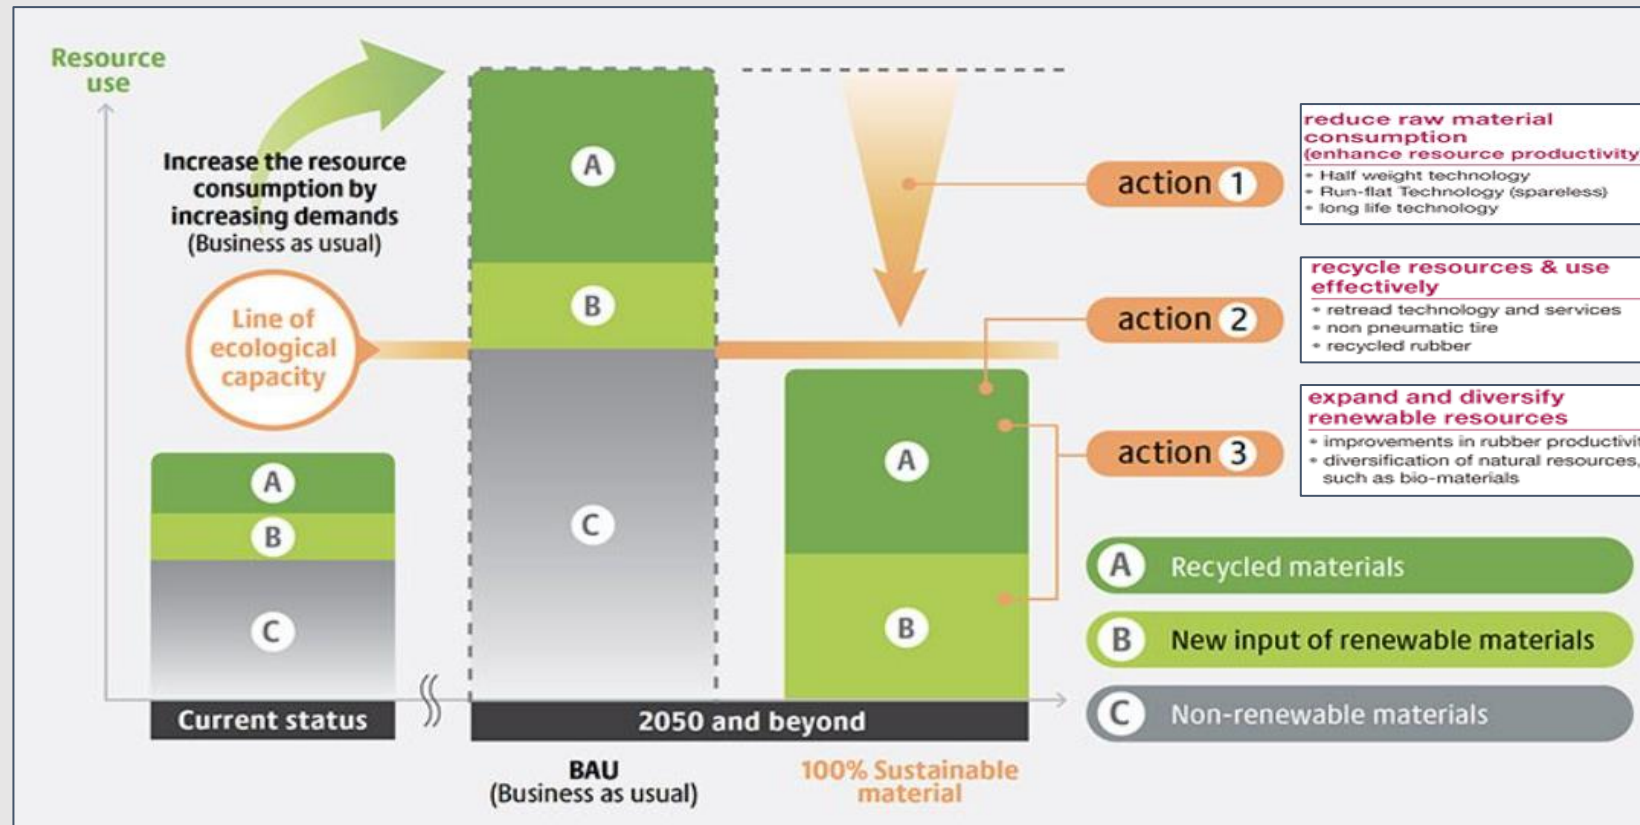 Resource
use
Increase the resource
consumption by
increasing demands
(Business as usual)
Line of
ecological
capacity
A
B
C
Current status
A
B
C
2050 and beyond
BAU
(Business as usual)
A
B
100% Sustainable
material
action 1
reduce raw material
consumption
(enhance resource productivity
• Half weight technology
• Run-flat Technology (spareless)
• long life technology
action 2
recycle resources & use
effectively
• retread technology and services
• non pneumatic tire
• recycled rubber
action 3
expand and diversify
renewable resources
• improvements in rubber productivit
• diversification of natural resources,
such as bio-materials
A Recycled materials
B New input of renewable materials
C Non-renewable materials